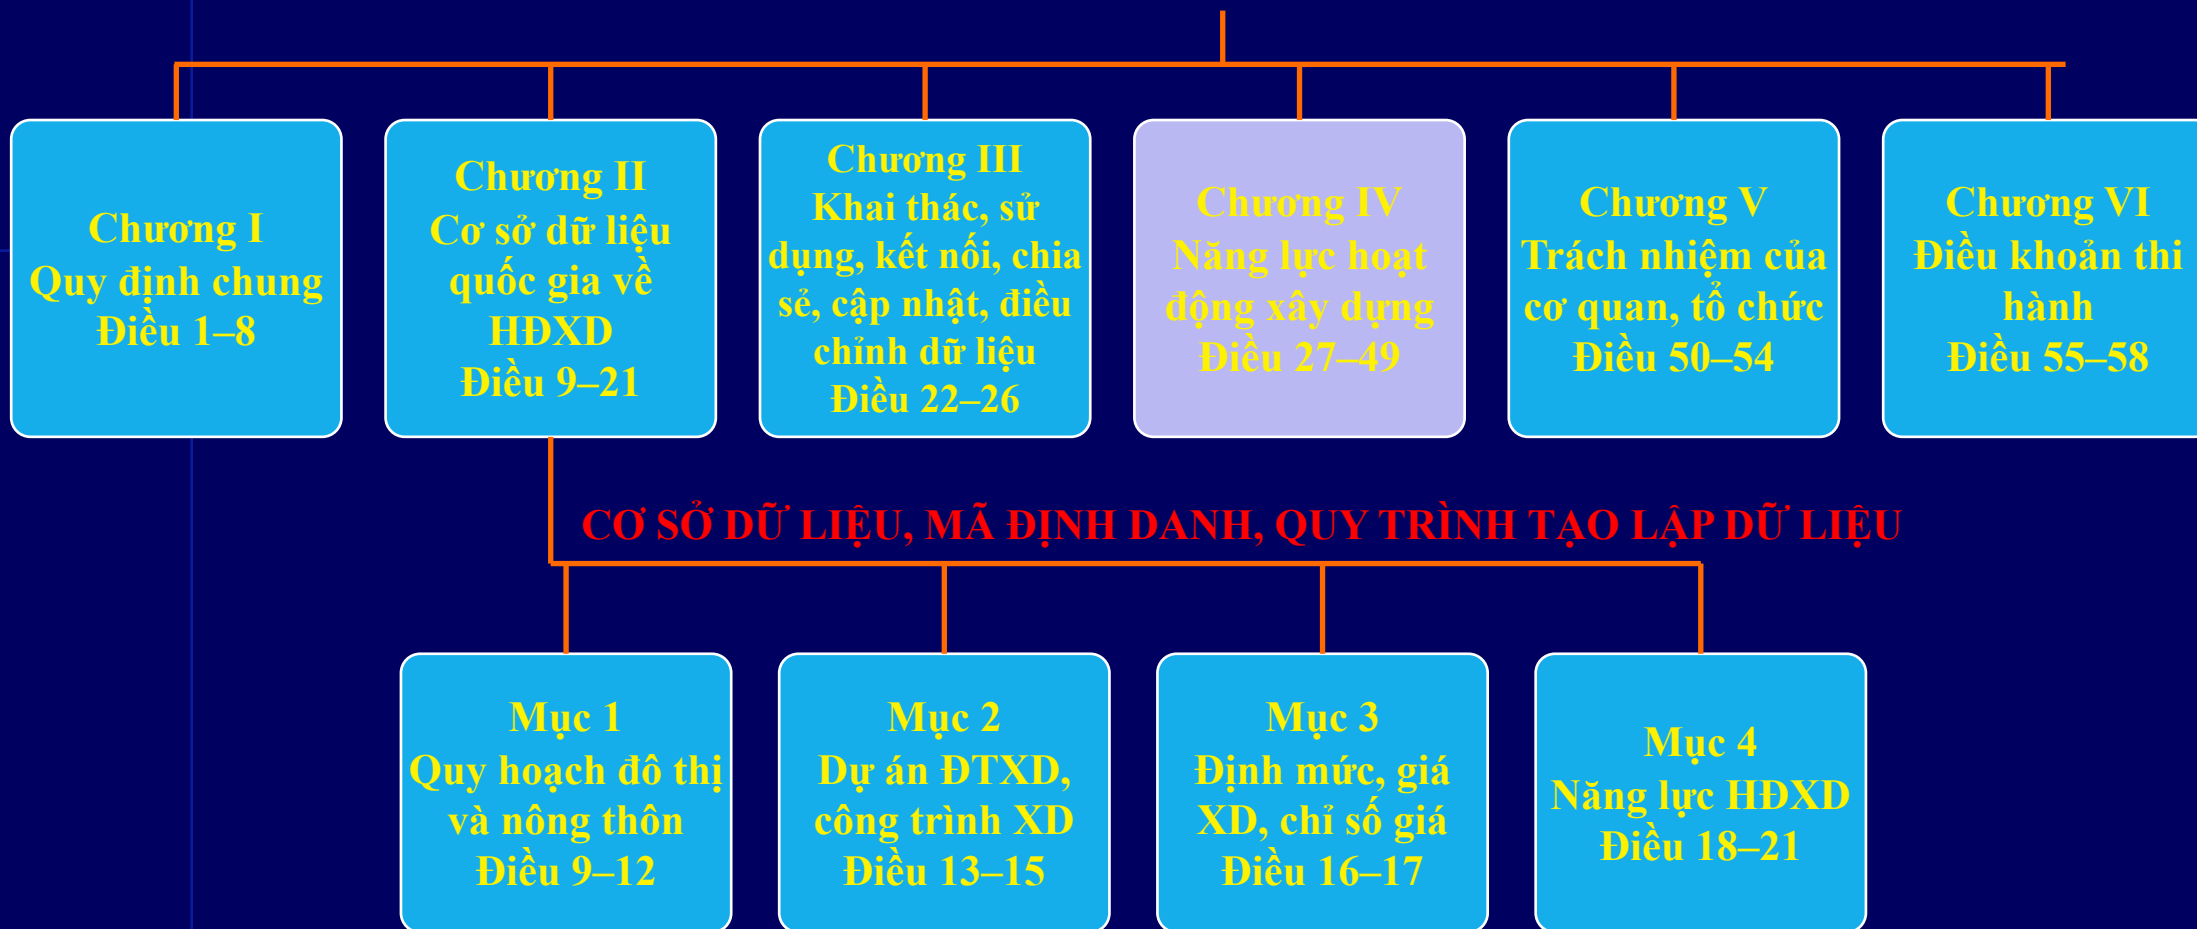 Chương I
Quy định chung
Điều 1–8
Chương II
Cơ sở dữ liệu
quốc gia về
HĐXD
Điều 9–21
Chương III
Khai thác, sử
dụng, kết nối, chia
sẻ, cập nhật, điều
chỉnh dữ liệu
Điều 22–26
Chương IV
Năng lực hoạt
động xây dựng
Điều 27–49
Chương V
Trách nhiệm của
cơ quan, tổ chức
Điều 50–54
Chương VI
Điều khoản thi
hành
Điều 55–58
CƠ SỞ DỮ LIỆU, MÃ ĐỊNH DANH, QUY TRÌNH TẠO LẬP DỮ LIỆU
Mục 1
Quy hoạch đô thị
và nông thôn
Điều 9–12
Mục 2
Dự án ĐTXD,
công trình XD
Điều 13–15
Mục 3
Định mức, giá
XD, chỉ số giá
Điều 16–17
Mục 4
Năng lực HĐXD
Điều 18–21